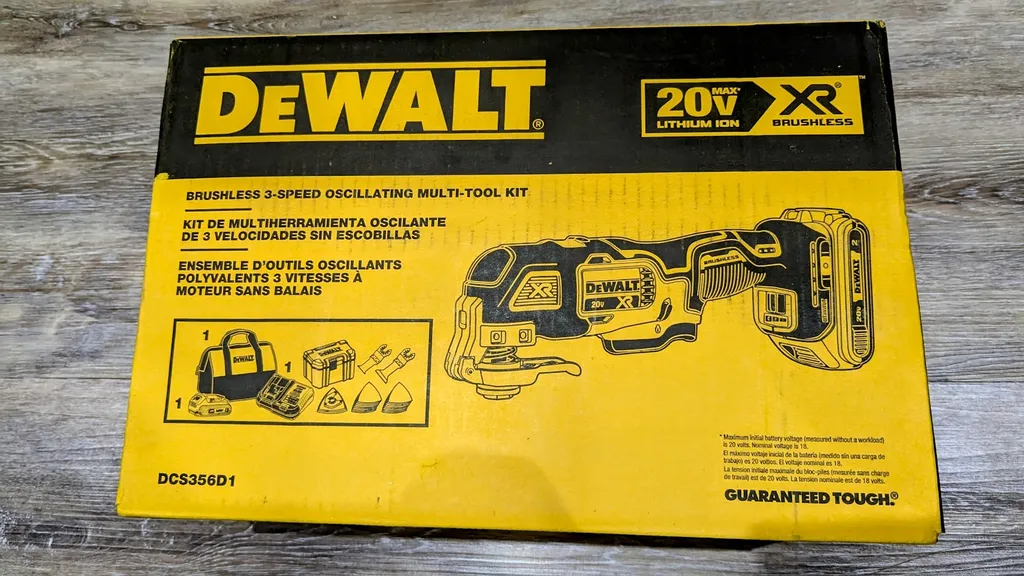 DEWALT®
20V MAX* XR® ™
LITHIUM ION BRUSHLESS
BRUSHLESS 3-SPEED OSCILLATING MULTI-TOOL KIT
KIT DE MULTIHERRAMIENTA OSCILANTE
DE 3 VELOCIDADES SIN ESCOBILLAS
ENSEMBLE D'OUTILS OSCILLANTS
POLYVALENTS 3 VITESSES À
MOTEUR SANS BALAIS
BRUSHLESS
XR
DEWALT
20V XR
DEWALT
20V
1
DEWALT
1
1
* Maximum initial battery voltage (measured without a workload)
is 20 volts. Nominal voltage is 18.
El máximo voltaje inicial de la batería (medido sin una carga de
trabajo) es 20 voltios. El voltaje nominal es 18.
La tension initiale maximale du bloc-piles (mesurée sans charge
de travail) est de 20 volts. La tension nominale est de 18 volts.
DCS356D1
GUARANTEED TOUGH.®